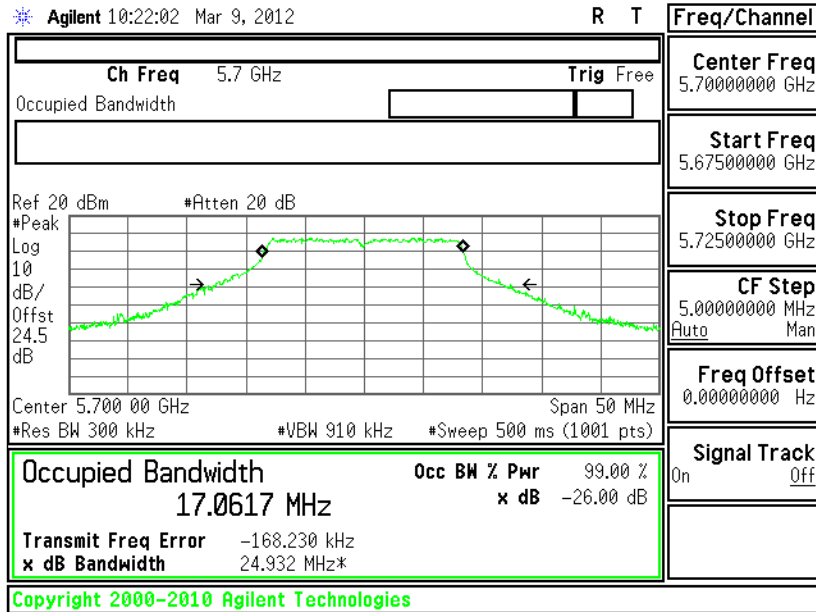 Agilent 10:22:02 Mar 9, 2012 R T
Freq/Channel
Ch Freq 5.7 GHz Trig Free
Occupied Bandwidth
Center Freq
5.70000000 GHz
Start Freq
5.67500000 GHz
Stop Freq
5.72500000 GHz
CF Step
5.00000000 MHz
Auto Man
Freq Offset
0.00000000 Hz
Signal Track
On Off
Ref 20 dBm #Atten 20 dB
#Peak
Log
10
dB/
Offst
24.5
dB
Center 5.700 00 GHz Span 50 MHz
#Res BW 300 kHz #VBW 910 kHz #Sweep 500 ms (1001 pts)
Occupied Bandwidth
17.0617 MHz
Occ BW % Pwr 99.00 %
x dB -26.00 dB
Transmit Freq Error -168.230 kHz
x dB Bandwidth 24.932 MHz*
Copyright 2000-2010 Agilent Technologies